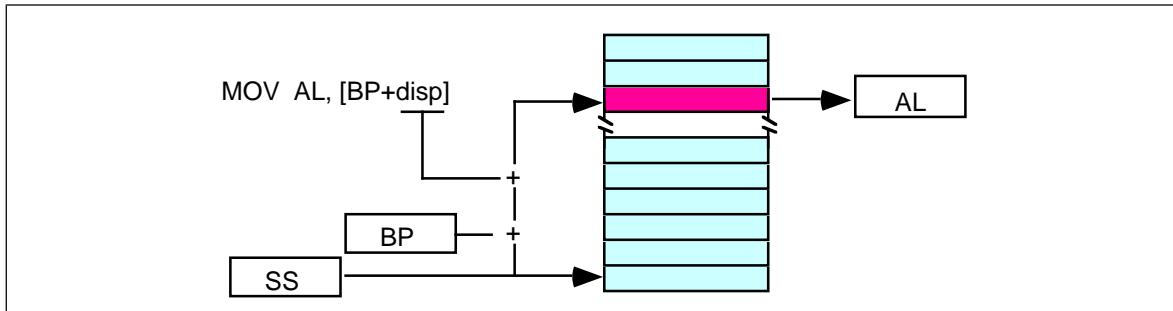 MOV AL, [BP+disp]
AL
+
BP
+
SS